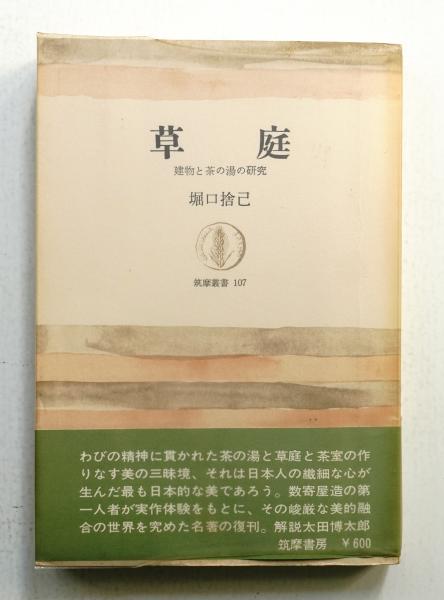 草庭
建物と茶の湯の研究
堀口捨己
筑摩叢書 107
わびの精神に貫かれた茶の湯と草庭と茶室の作
りなす美の三昧境、それは日本人の繊細な心が
生んだ最も日本的な美であろう。数寄屋造の第
一人者が実作体験をもとに、その峻厳な美的融
合の世界を究めた名著の復刊。解説太田博太郎
筑摩書房 ¥600